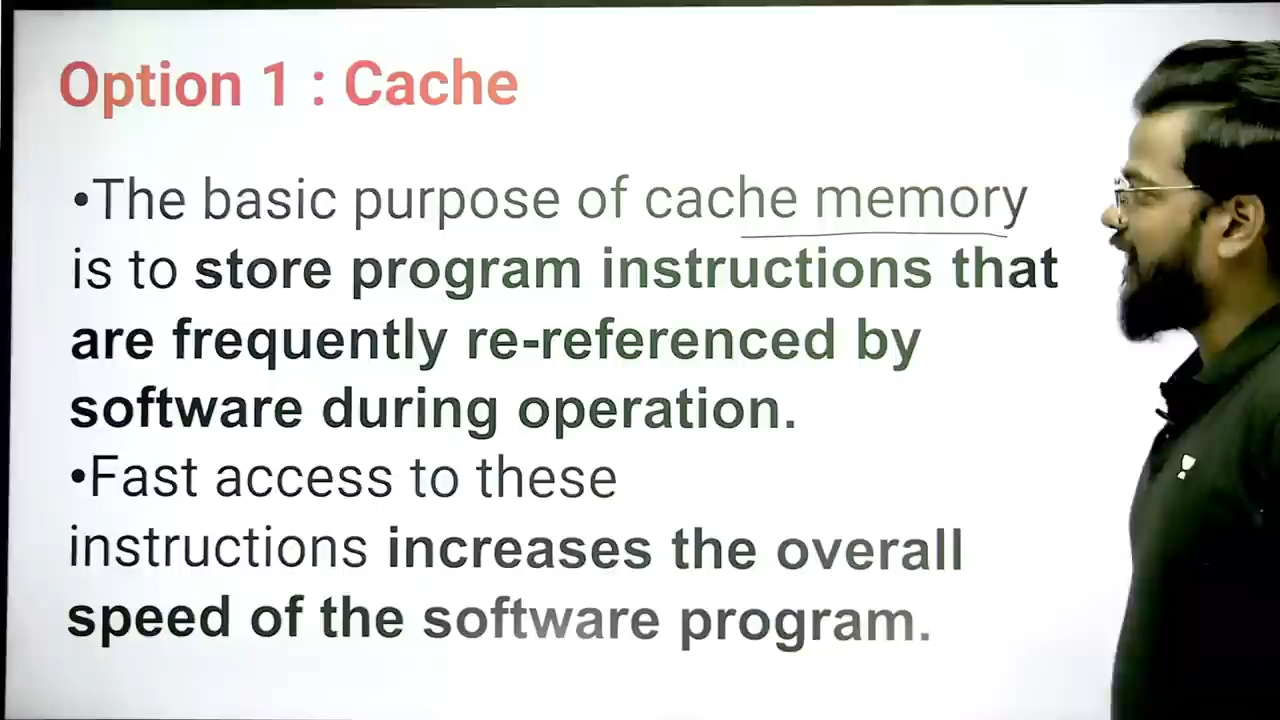 Option 1 : Cache
•The basic purpose of cache memory
is to store program instructions that
are frequently re-referenced by
software during operation.
•Fast access to these
instructions increases the overall
speed of the software program.